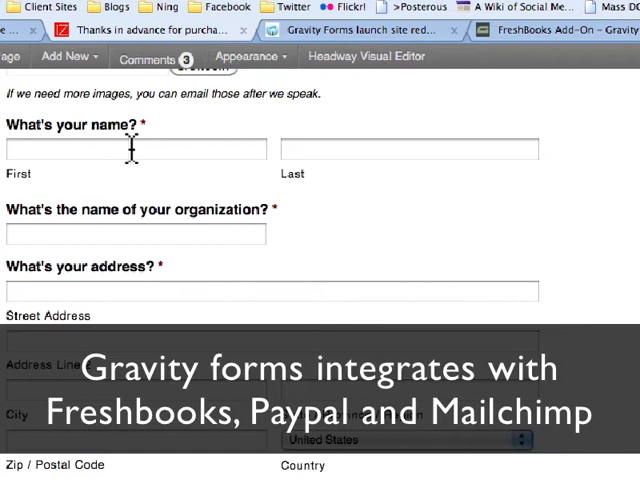 Client Sites Blogs Ning Facebook Twitter Flickr! >Posterous A Wiki of Social Me... Mass DO
e ... Thanks in advance for purcha... Gravity Forms launch site red... FreshBooks Add-On – Gravity
Page Add New Comments 3 Appearance Headway Visual Editor
If we need more images, you can email those after we speak.
What's your name? *
First Last
What's the name of your organization? *
What's your address? *
Street Address
Address Line 2
Gravity forms integrates with
Freshbooks, Paypal and Mailchimp
City
United States
Zip / Postal Code Country